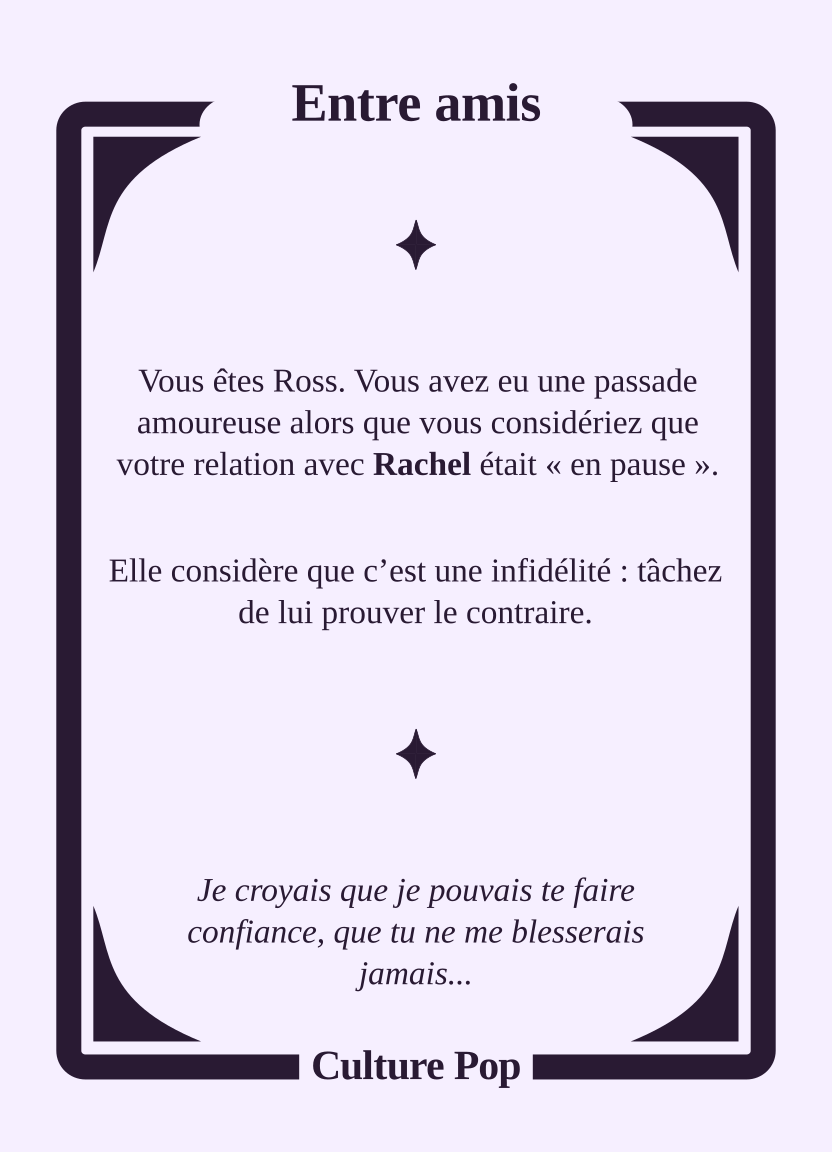 Entre amis
Vous êtes Ross. Vous avez eu une passade
amoureuse alors que vous considériez que
votre relation avec Rachel était « en pause ».
Elle considère que c’est une infidélité : tâchez
de lui prouver le contraire.
Je croyais que je pouvais te faire
confiance, que tu ne me blesserais
jamais...
Culture Pop